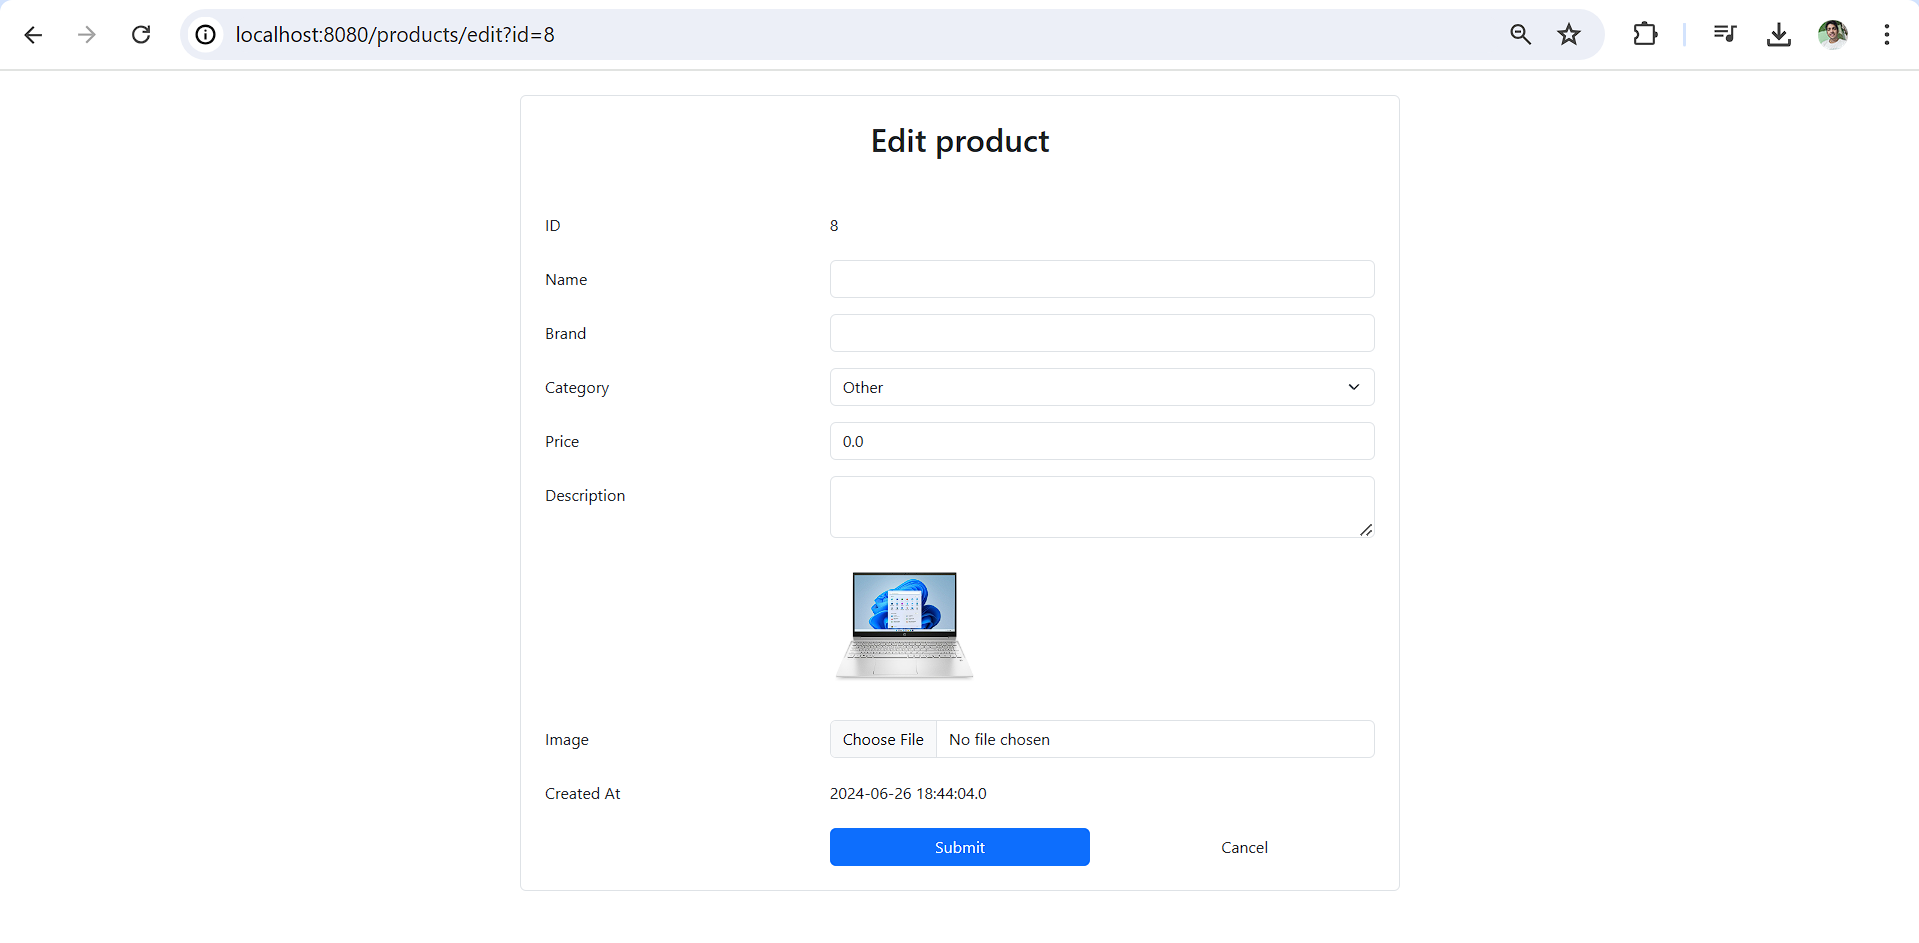 localhost:8080/products/edit?id=8
Edit product
ID 8
Name
Brand
Category Other
Price 0.0
Description
Image Choose File No file chosen
Created At 2024-06-26 18:44:04.0
Submit Cancel